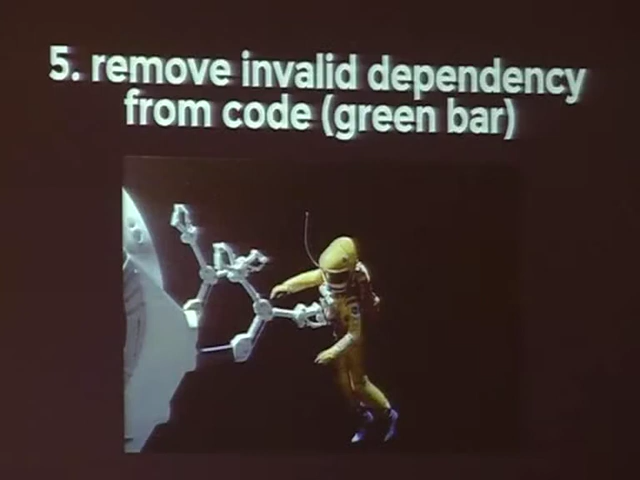 5. remove invalid dependency
from code (green bar)